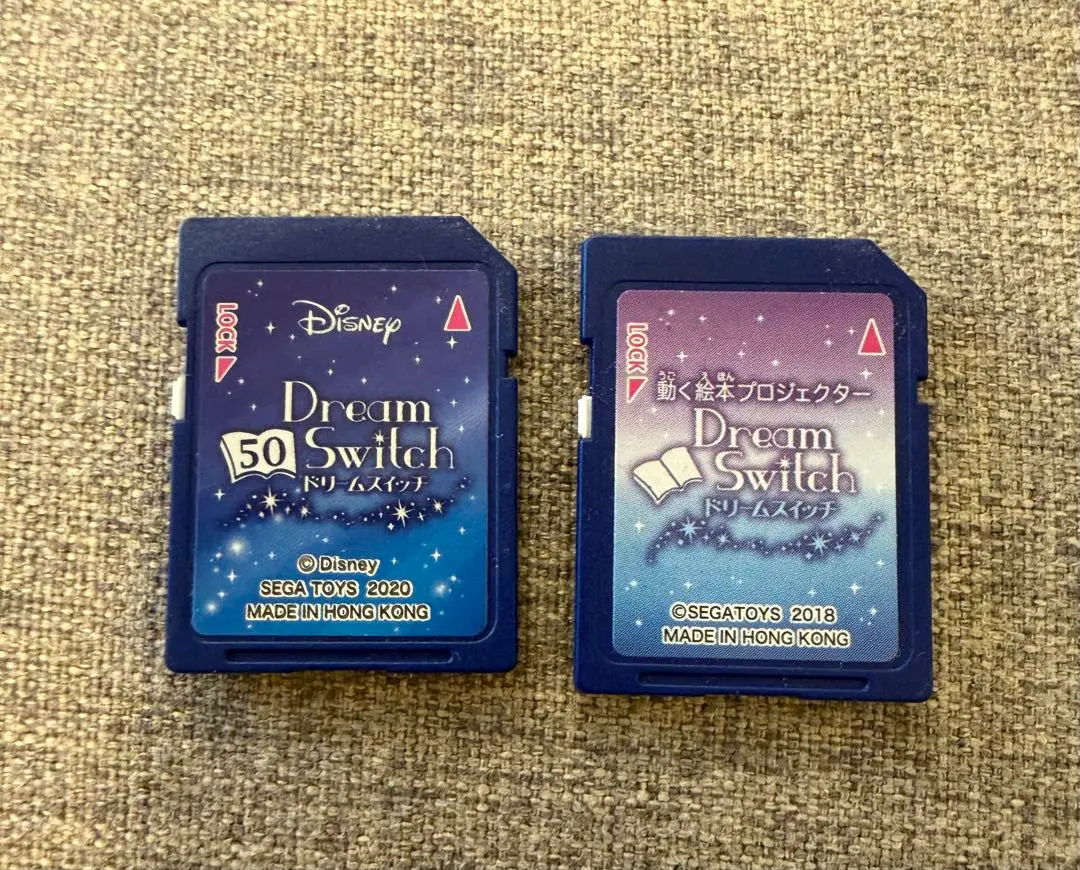 LOCK
Disney
Dream
50 Switch
ドリームスイッチ
©Disney
SEGA TOYS 2020
MADE IN HONG KONG
LOCK
うご えほん
動く絵本プロジェクター
Dream
Switch
ドリームスイッチ
©SEGATOYS 2018
MADE IN HONG KONG